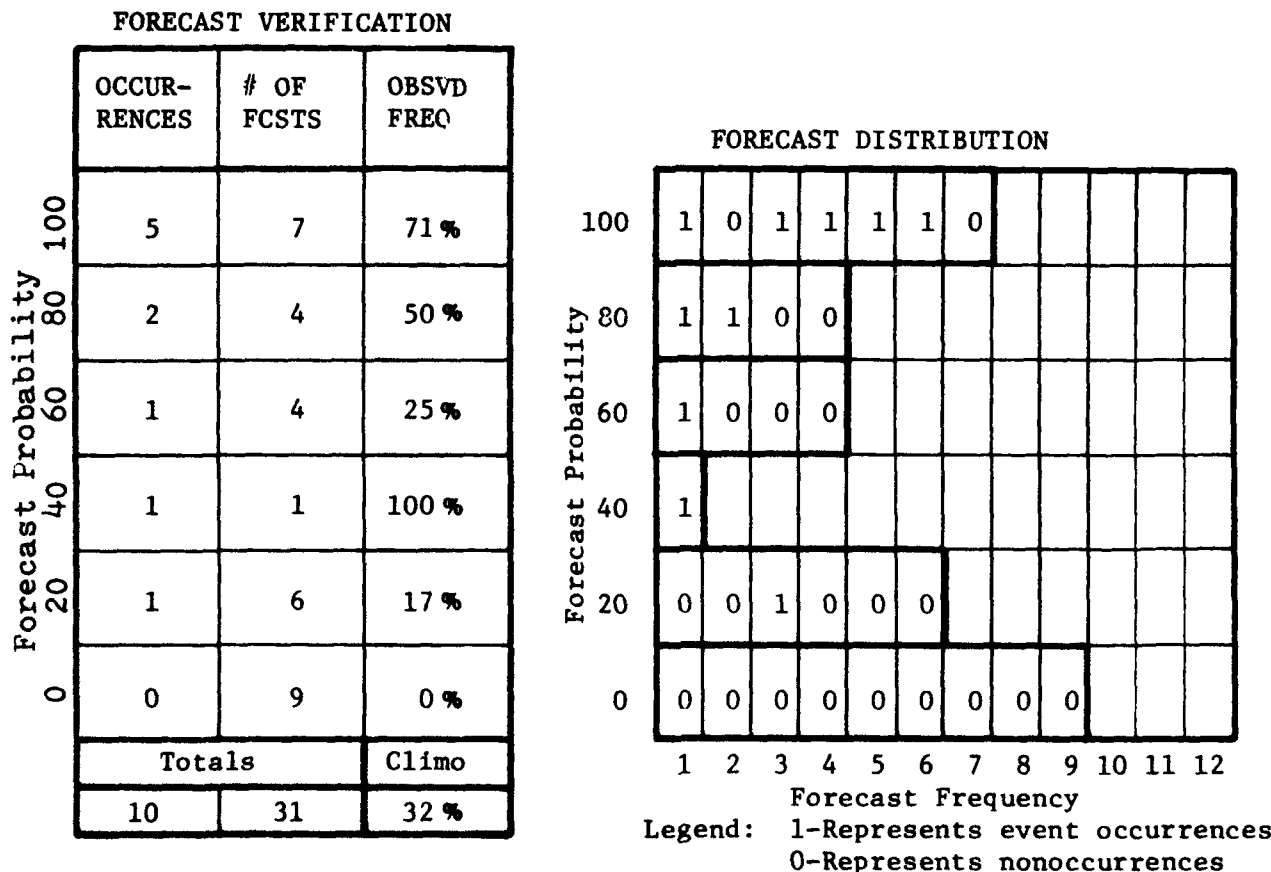 FORECAST VERIFICATION
OCCUR-RENCES # OF FCSTS OBSVD FREQ
Forecast Probability
100 5 7 71%
80 2 4 50%
60 1 4 25%
40 1 1 100%
20 1 6 17%
0 0 9 0%
Totals Climo
10 31 32%
FORECAST DISTRIBUTION
Forecast Probability
100 1 0 1 1 1 1 0
80 1 1 0 0
60 1 0 0 0
40 1
20 0 0 1 0 0 0
0 0 0 0 0 0 0 0 0 0
1 2 3 4 5 6 7 8 9 10 11 12
Forecast Frequency
Legend: 1-Represents event occurrences
0-Represents nonoccurrences